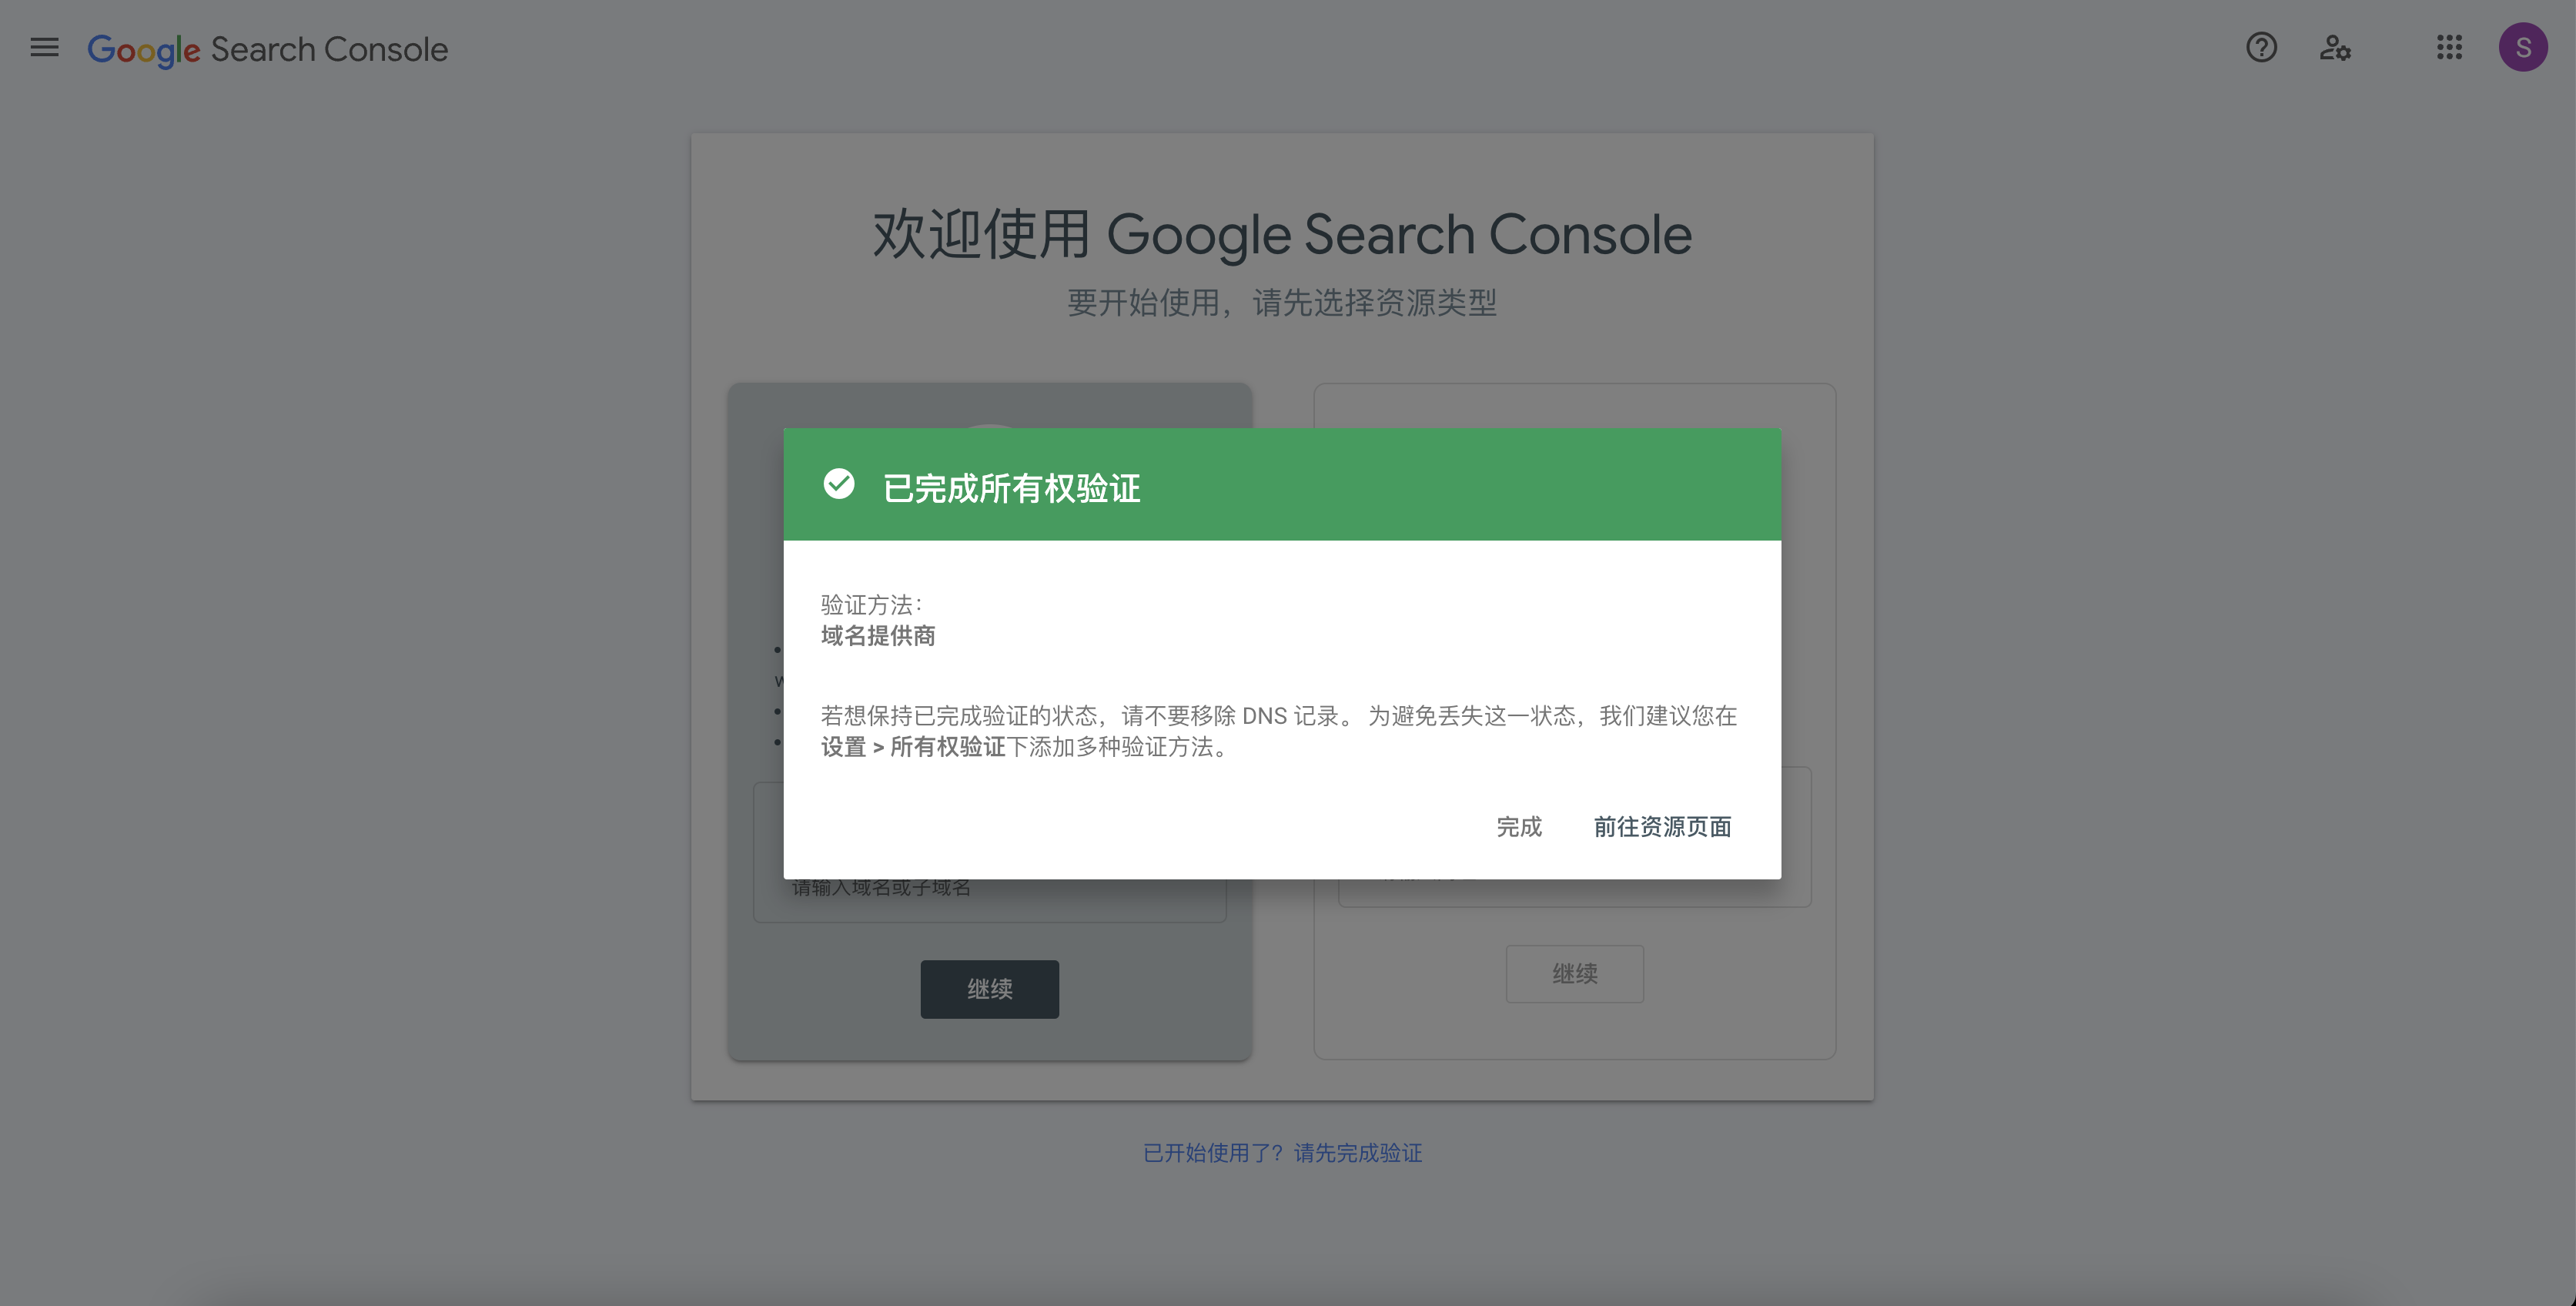 Google Search Console
S
欢迎使用 Google Search Console
要开始使用，请先选择资源类型
已完成所有权验证
验证方法：
域名提供商
若想保持已完成验证的状态，请不要移除 DNS 记录。 为避免丢失这一状态，我们建议您在
设置 > 所有权验证下添加多种验证方法。
完成
前往资源页面
请输入域名或子域名
继续
继续
已开始使用了？请先完成验证